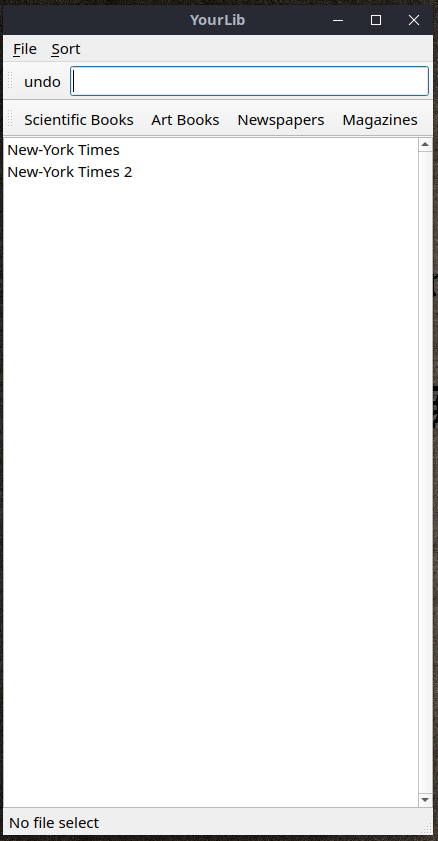 YourLib
File Sort
undo
Scientific Books Art Books Newspapers Magazines
New-York Times
New-York Times 2
No file select